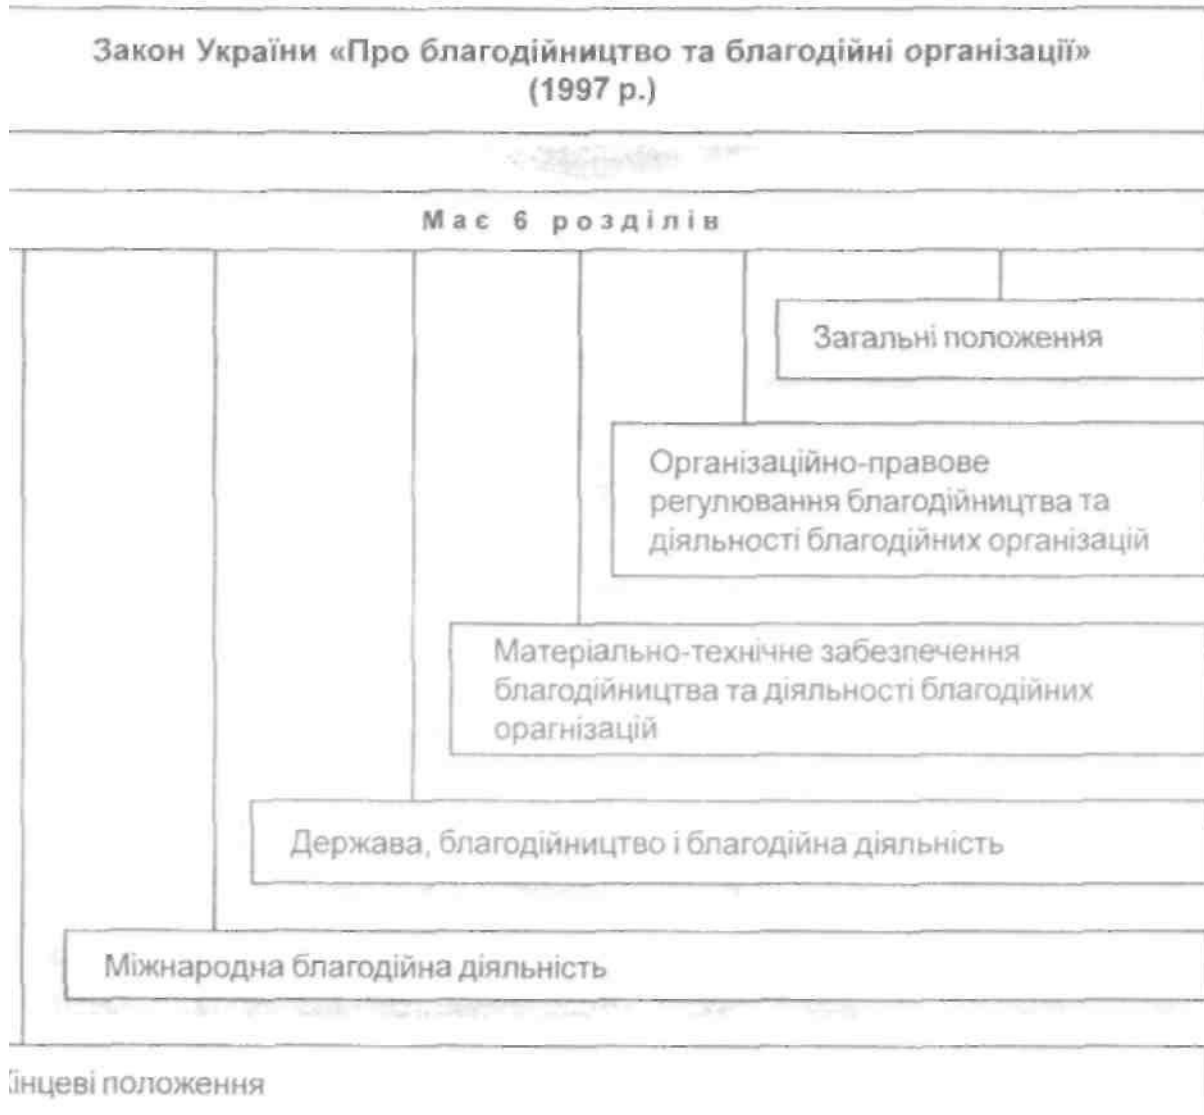 Закон України «Про благодійництво та благодійні організації»
(1997 р.)
Має 6 розділів
Загальні положення
Організаційно-правове
регулювання благодійництва та
діяльності благодійних організацій
Матеріально-технічне забезпечення
благодійництва та діяльності благодійних
орагнізацій
Держава, благодійництво і благодійна діяльність
Міжнародна благодійна діяльність
Кінцеві положення